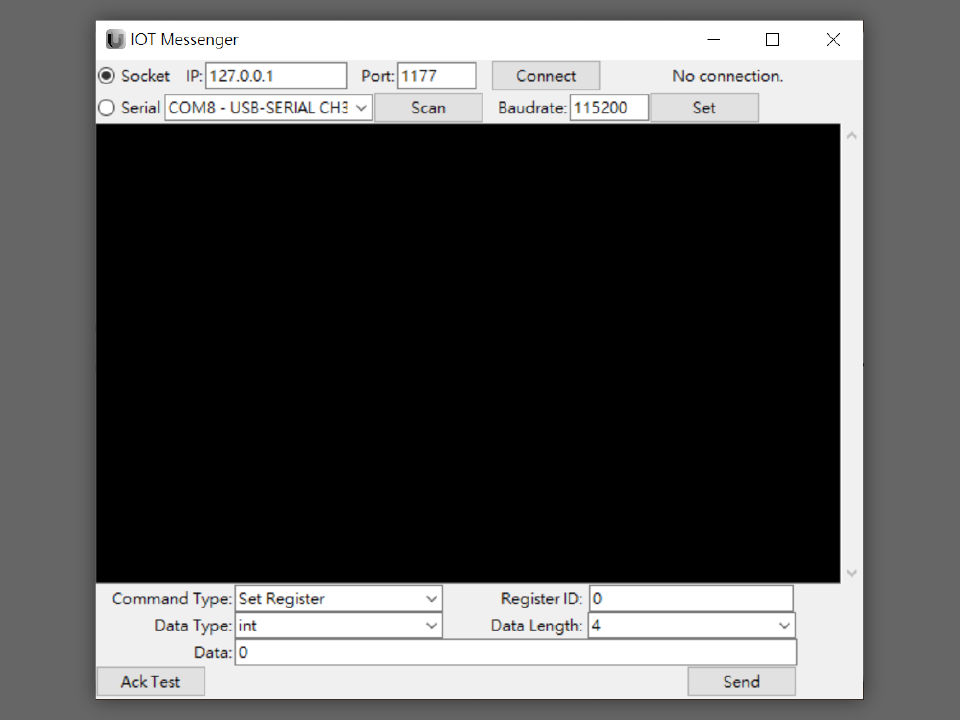 IOT Messenger
Socket IP: 127.0.0.1 Port: 1177 Connect No connection.
Serial COM8 - USB-SERIAL CH3 Scan Baudrate: 115200 Set
Command Type: Set Register Register ID: 0
Data Type: int Data Length: 4
Data: 0
Ack Test Send